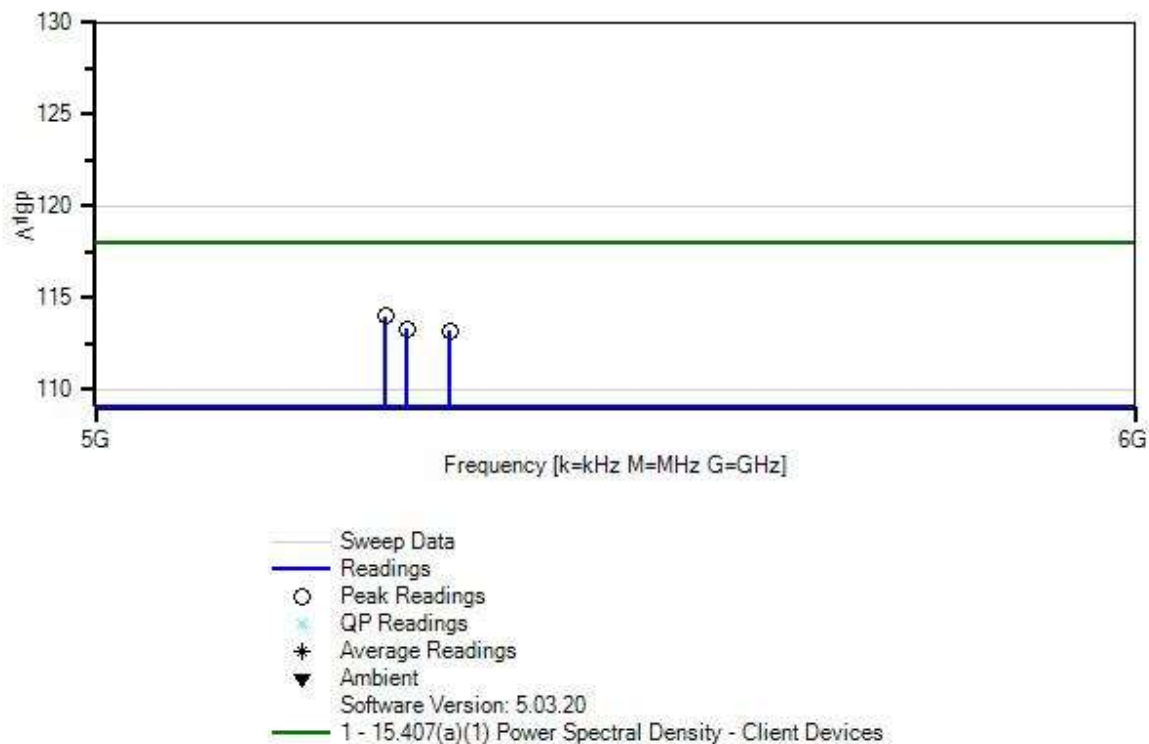 130
125
120
115
110
dBµV
5G
6G
Frequency [k=kHz M=MHz G=GHz]
Sweep Data
Readings
Peak Readings
QP Readings
Average Readings
Ambient
Software Version: 5.03.20
1 - 15.407(a)(1) Power Spectral Density - Client Devices